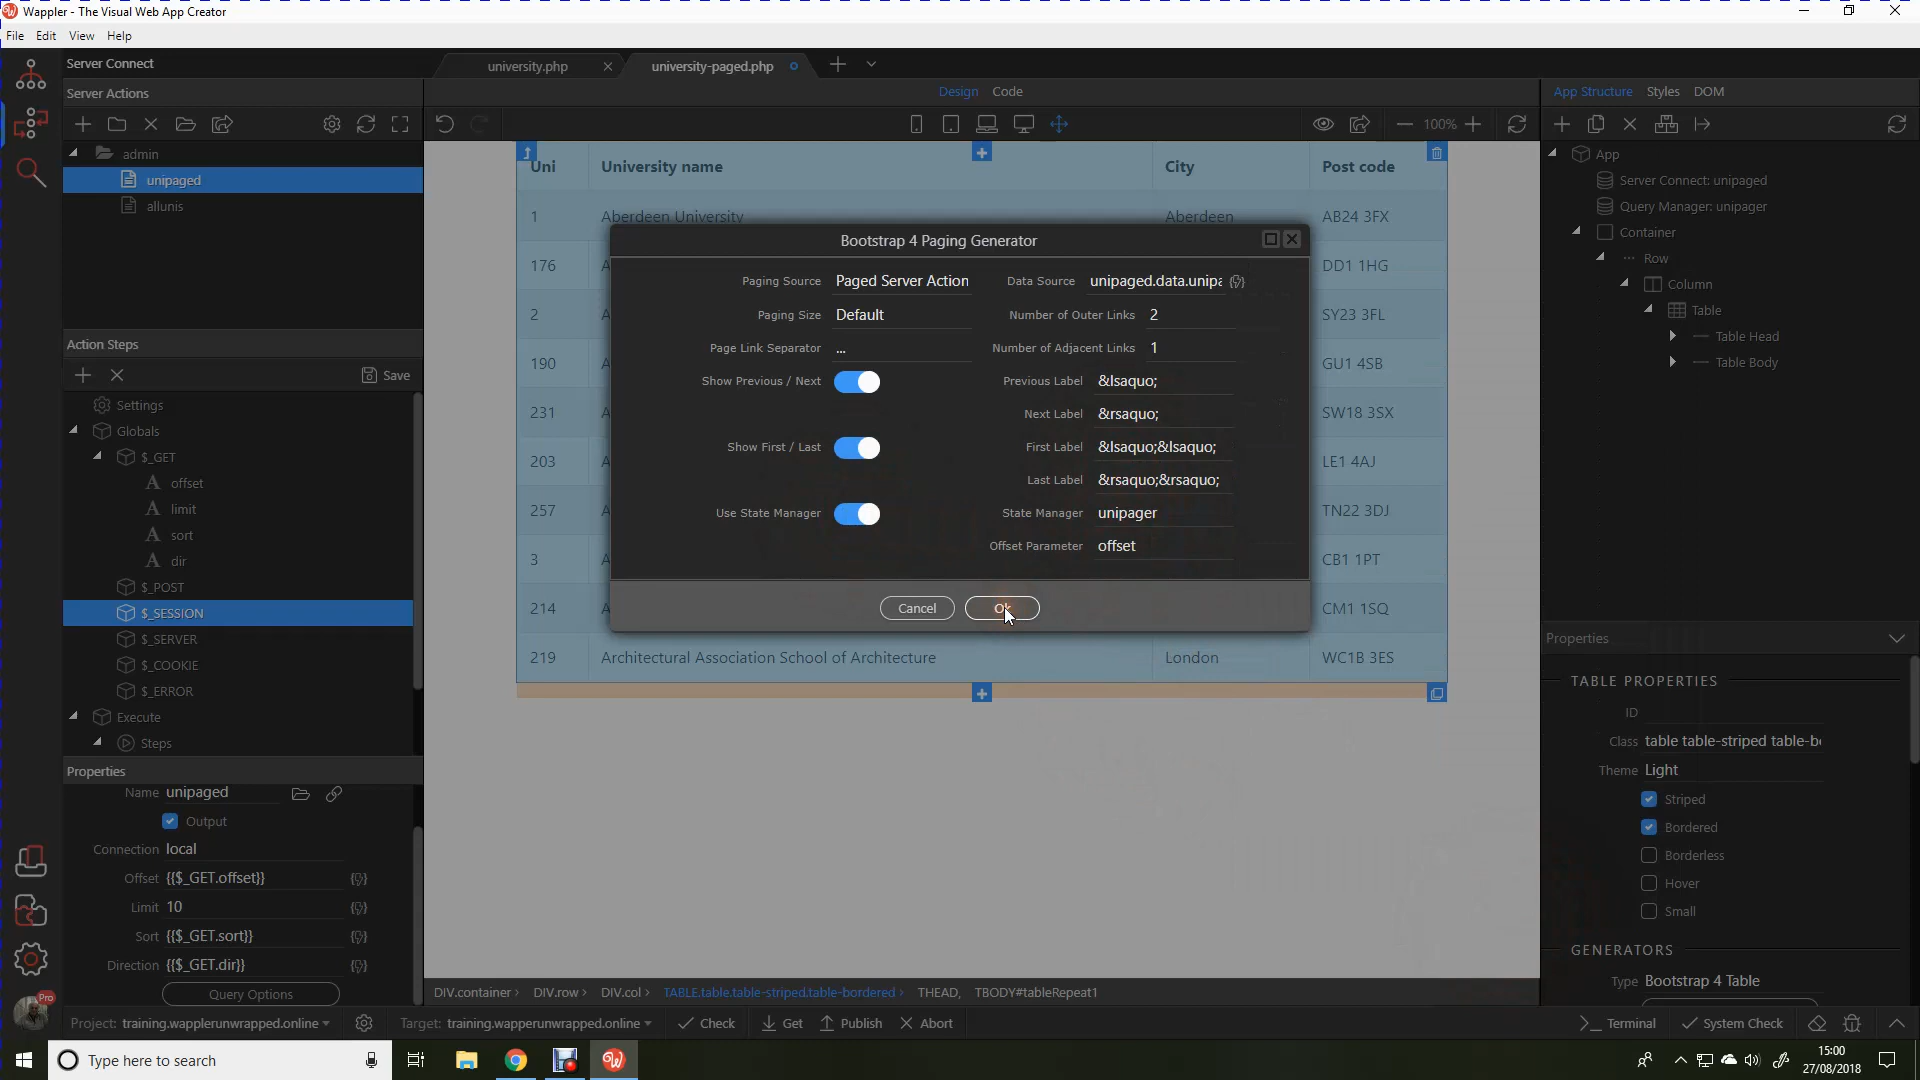 Wappler - The Visual Web App Creator
File Edit View Help
Server Connect
university.php
university-paged.php
Server Actions
Design Code
App Structure Styles DOM
100%
admin
unipaged
allunis
Uni University name City Post code
1 Aberdeen University Aberdeen AB24 3FX
176 DD1 1HG
2 SY23 3FL
190 GU1 4SB
231 SW18 3SX
203 LE1 4AJ
257 TN22 3DJ
3 CB1 1PT
214 CM1 1SQ
219 Architectural Association School of Architecture London WC1B 3ES
Bootstrap 4 Paging Generator
Paging Source Paged Server Action Data Source unipaged.data.unipa
Paging Size Default Number of Outer Links 2
Page Link Separator ... Number of Adjacent Links 1
Show Previous / Next Previous Label &lsaquo;
Next Label &rsaquo;
Show First / Last First Label &lsaquo;&lsaquo;
Last Label &rsaquo;&rsaquo;
Use State Manager State Manager unipager
Offset Parameter offset
Cancel Ok
App
Server Connect: unipaged
Query Manager: unipager
Container
Row
Column
Table
Table Head
Table Body
Action Steps
Save
Settings
Globals
$_GET
offset
limit
sort
dir
$_POST
$_SESSION
$_SERVER
$_COOKIE
$_ERROR
Execute
Steps
Properties
Name unipaged
Output
Connection local
Offset {{$_GET.offset}}
Limit 10
Sort {{$_GET.sort}}
Direction {{$_GET.dir}}
Query Options
Properties
TABLE PROPERTIES
ID
Class table table-striped table-b
Theme Light
Striped
Bordered
Borderless
Hover
Small
GENERATORS
Type Bootstrap 4 Table
DIV.container › DIV.row › DIV.col › TABLE.table.table-striped.table-bordered › THEAD, TBODY#tableRepeat1
Pro
Project: training.wapplerunwrapped.online Target: training.wapperunwrapped.online Check Get Publish Abort Terminal System Check
Type here to search
15:00
27/08/2018